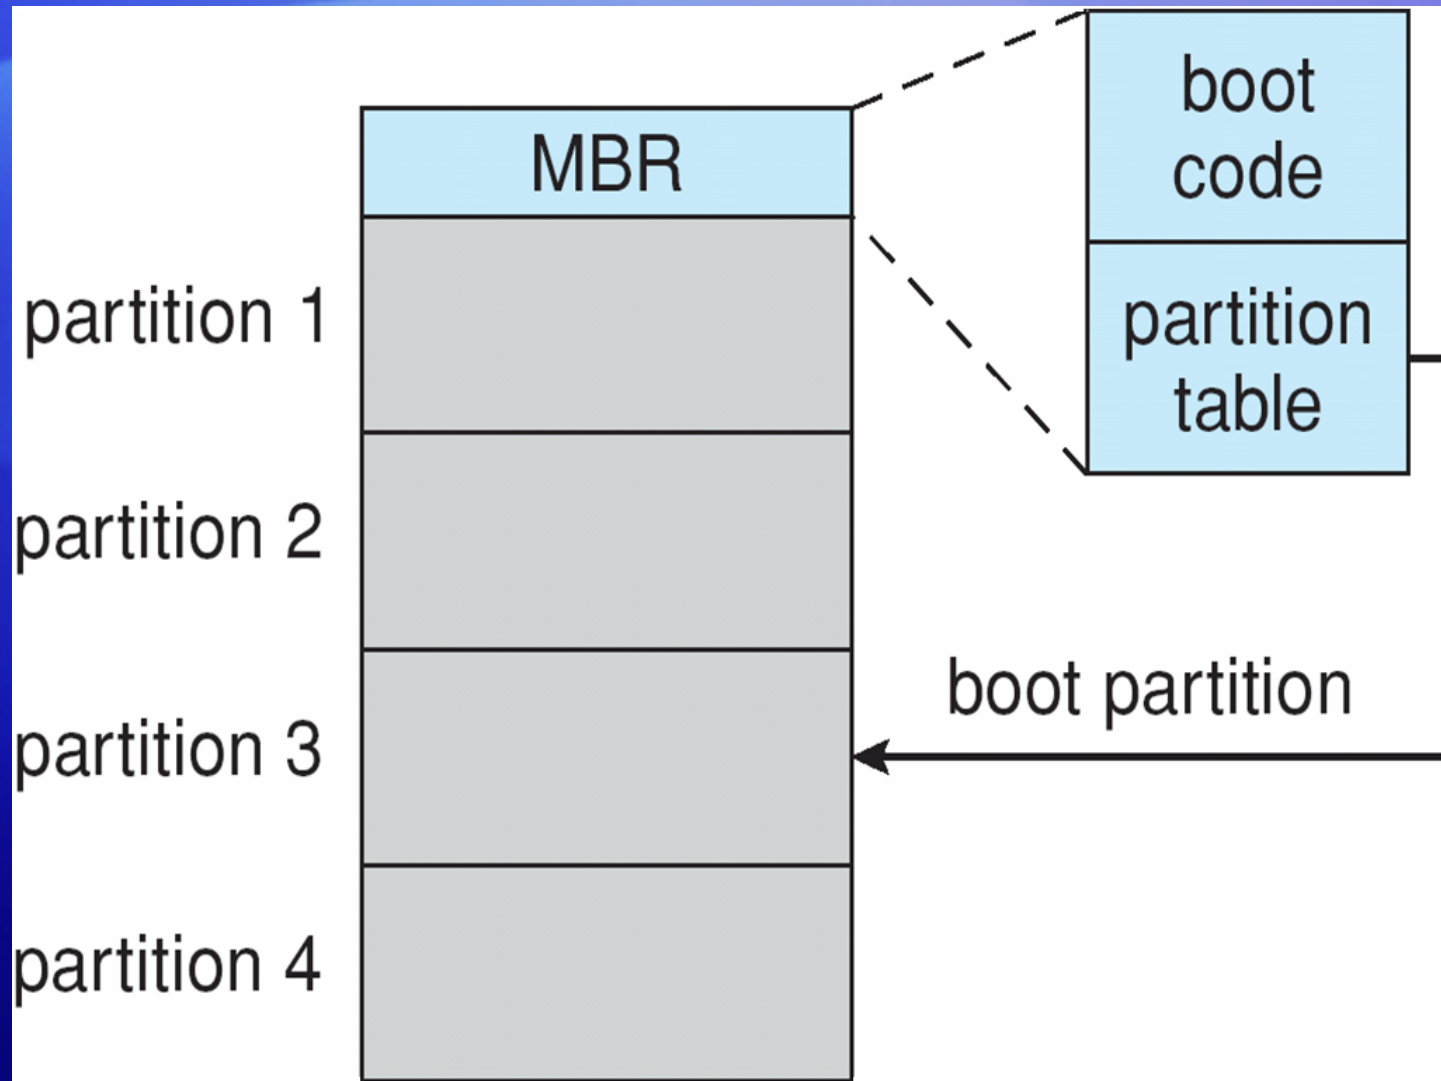 boot
code
MBR
partition 1
partition
table
partition 2
boot partition
partition 3
partition 4